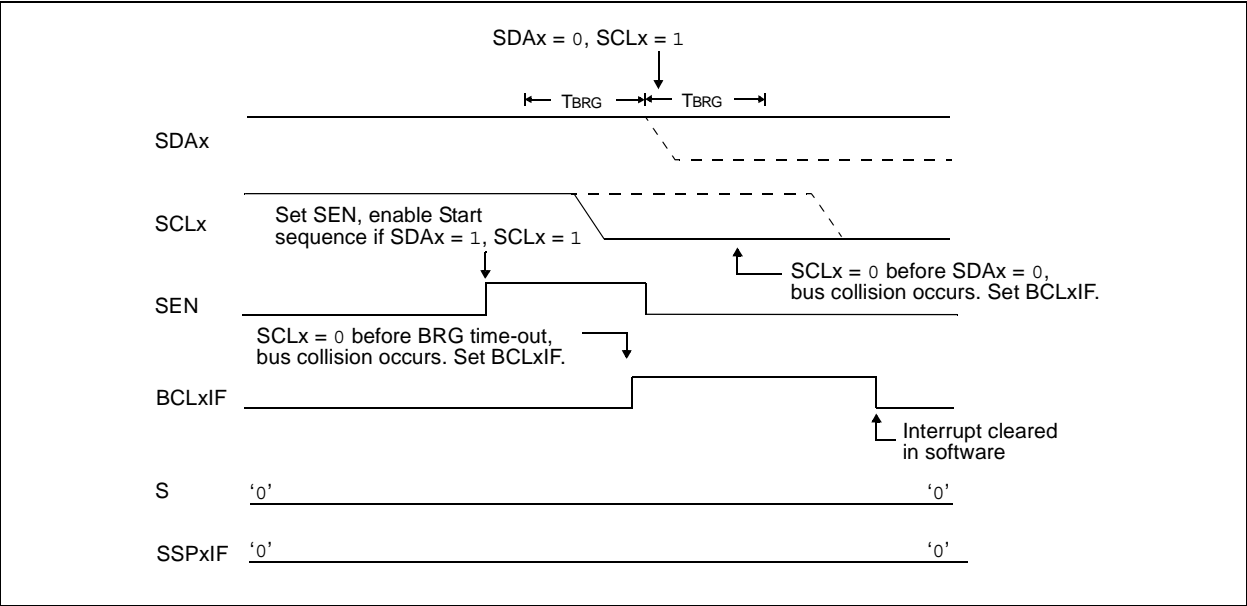 SDAx = 0, SCLx = 1
TBRG
TBRG
SDAx
SCLx
Set SEN, enable Start
sequence if SDAx = 1, SCLx = 1
SCLx = 0 before SDAx = 0,
bus collision occurs. Set BCLxIF.
SEN
SCLx = 0 before BRG time-out,
bus collision occurs. Set BCLxIF.
BCLxIF
Interrupt cleared
in software
S
‘0’
‘0’
SSPxIF
‘0’
‘0’